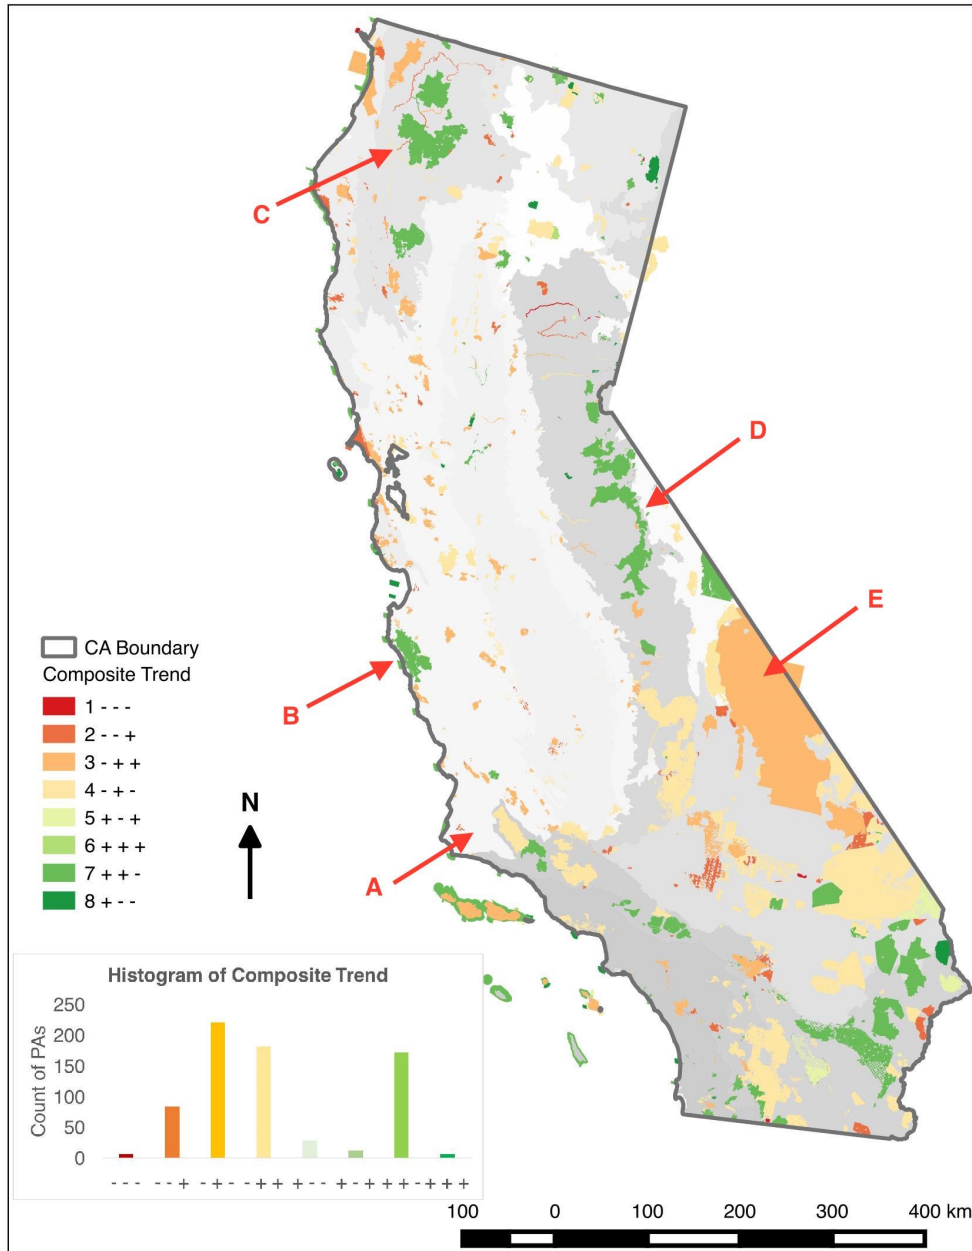 C
D
E
B
A
CA Boundary
Composite Trend
1 - - -
2 - - +
3 - + +
4 - + -
5 + - +
6 + + +
7 + + -
8 + - -
N
Histogram of Composite Trend
Count of PAs
250
200
150
100
50
0
- - - - - + - + - - + + + - - + - + + + - + + +
100 0 100 200 300 400 km